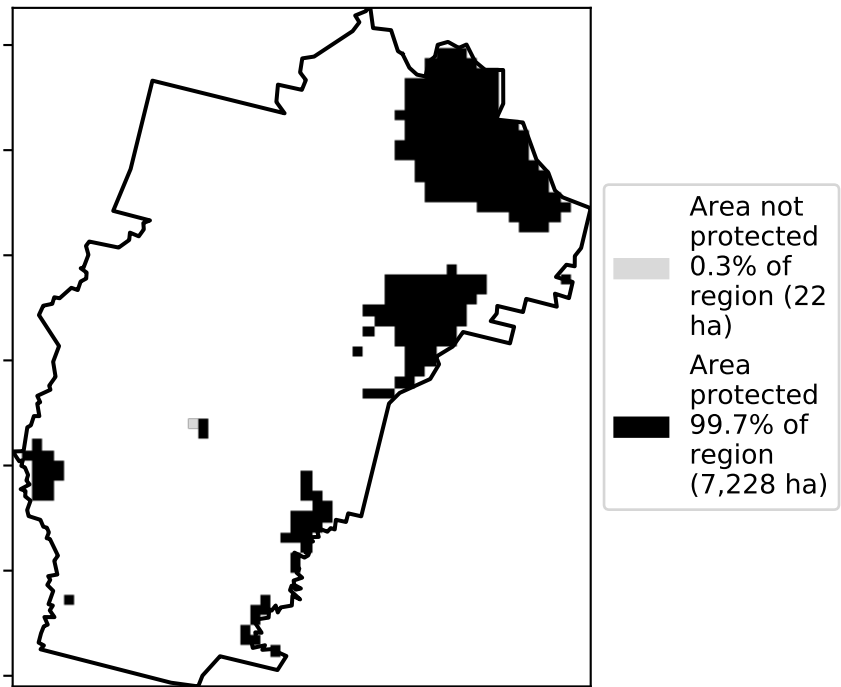 Area not
protected
0.3% of
region (22
ha)
Area
protected
99.7% of
region
(7,228 ha)